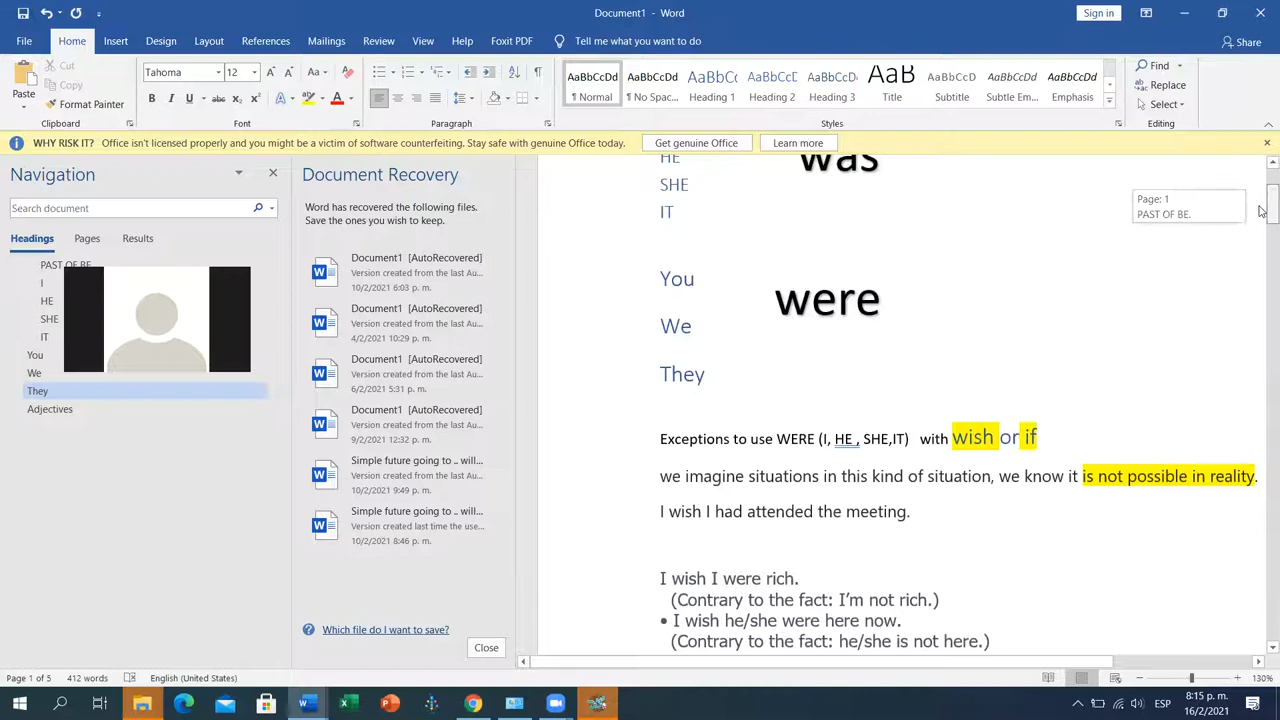 Document1 - Word
Sign in
File Home Insert Design Layout References Mailings Review View Help Foxit PDF Tell me what you want to do Share
Paste
Cut
Copy
Format Painter
Clipboard
Tahoma 12
Font
Paragraph
AaBbCcDd AaBbCcDd AaBbCc AaBbCcD AaBbCcD AaB AaBbCcD AaBbCcDd AaBbCcDd
¶ Normal ¶ No Spac... Heading 1 Heading 2 Heading 3 Title Subtitle Subtle Em... Emphasis
Styles
Find
Replace
Select
Editing
WHY RISK IT? Office isn't licensed properly and you might be a victim of software counterfeiting. Stay safe with genuine Office today. Get genuine Office Learn more
Navigation
Search document
Headings Pages Results
PAST OF BE.
I
HE
SHE
IT
You
We
They
Adjectives
Document Recovery
Word has recovered the following files.
Save the ones you wish to keep.
Document1 [AutoRecovered]
Version created from the last Au...
10/2/2021 6:03 p. m.
Document1 [AutoRecovered]
Version created from the last Au...
4/2/2021 10:29 p. m.
Document1 [AutoRecovered]
Version created from the last Au...
6/2/2021 5:31 p. m.
Document1 [AutoRecovered]
Version created from the last Au...
9/2/2021 12:32 p. m.
Simple future going to .. will...
Version created from the last Au...
10/2/2021 9:49 p. m.
Simple future going to .. will...
Version created last time the use...
10/2/2021 8:46 p. m.
Which file do I want to save?
Close
HE
was
SHE
IT
Page: 1
PAST OF BE.
You
were
We
They
Exceptions to use WERE (I, HE , SHE,IT) with wish or if
we imagine situations in this kind of situation, we know it is not possible in reality.
I wish I had attended the meeting.
I wish I were rich.
(Contrary to the fact: I’m not rich.)
• I wish he/she were here now.
(Contrary to the fact: he/she is not here.)
Page 1 of 5 412 words English (United States) 130%
8:15 p. m.
16/2/2021